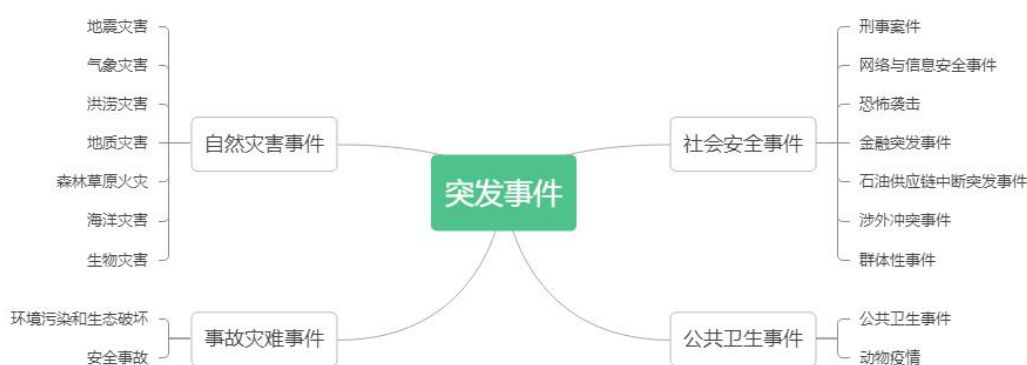 突发事件
自然灾害事件
地震灾害
气象灾害
洪涝灾害
地质灾害
森林草原火灾
海洋灾害
生物灾害
事故灾难事件
环境污染和生态破坏
安全事故
社会安全事件
刑事案件
网络与信息安全事件
恐怖袭击
金融突发事件
石油供应链中断突发事件
涉外冲突事件
群体性事件
公共卫生事件
公共卫生事件
动物疫情